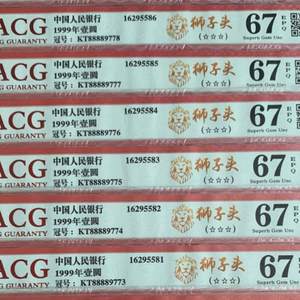 ACG
G GUARANTY
中国人民银行 16295586
1999年壹圆
冠号：KT88889778
狮子头
(☆☆☆)
67 EPQ
Superb Gem Unc
ACG
G GUARANTY
中国人民银行 16295585
1999年壹圆
冠号：KT88889777
狮子头
(☆☆☆)
67 EPQ
Superb Gem Unc
ACG
G GUARANTY
中国人民银行 16295584
1999年壹圆
冠号：KT88889776
狮子头
(☆☆☆)
67 EPQ
Superb Gem Unc
ACG
G GUARANTY
中国人民银行 16295583
1999年壹圆
冠号：KT88889775
狮子头
(☆☆☆)
67 EPQ
Superb Gem Unc
ACG
G GUARANTY
中国人民银行 16295582
1999年壹圆
冠号：KT88889774
狮子头
(☆☆☆)
67 EPQ
Superb Gem Unc
ACG
G GUARANTY
中国人民银行 16295581
1999年壹圆
冠号：KT88889773
狮子头
(☆☆☆)
67 EPQ
Superb Gem Unc